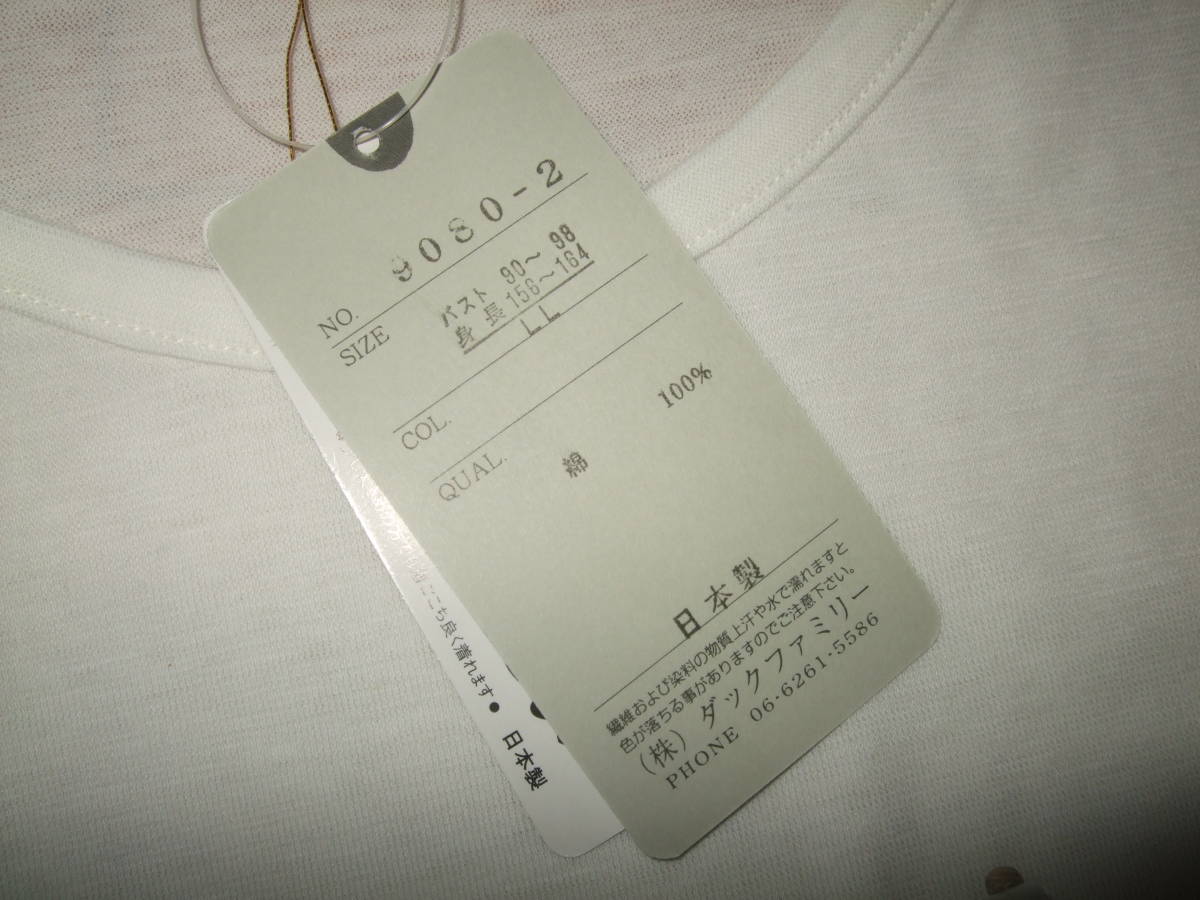 NO. 9080-2
SIZE バスト 90～98
身長 156～164
LL
COL.
QUAL. 綿 100%
日本製
繊維および染料の物質上汗や水で濡れますと
色が落ちる事がありますのでご注意下さい。
(株) ダックファミリー
PHONE 06-6261-5586
ここち良く着れます●
日本製